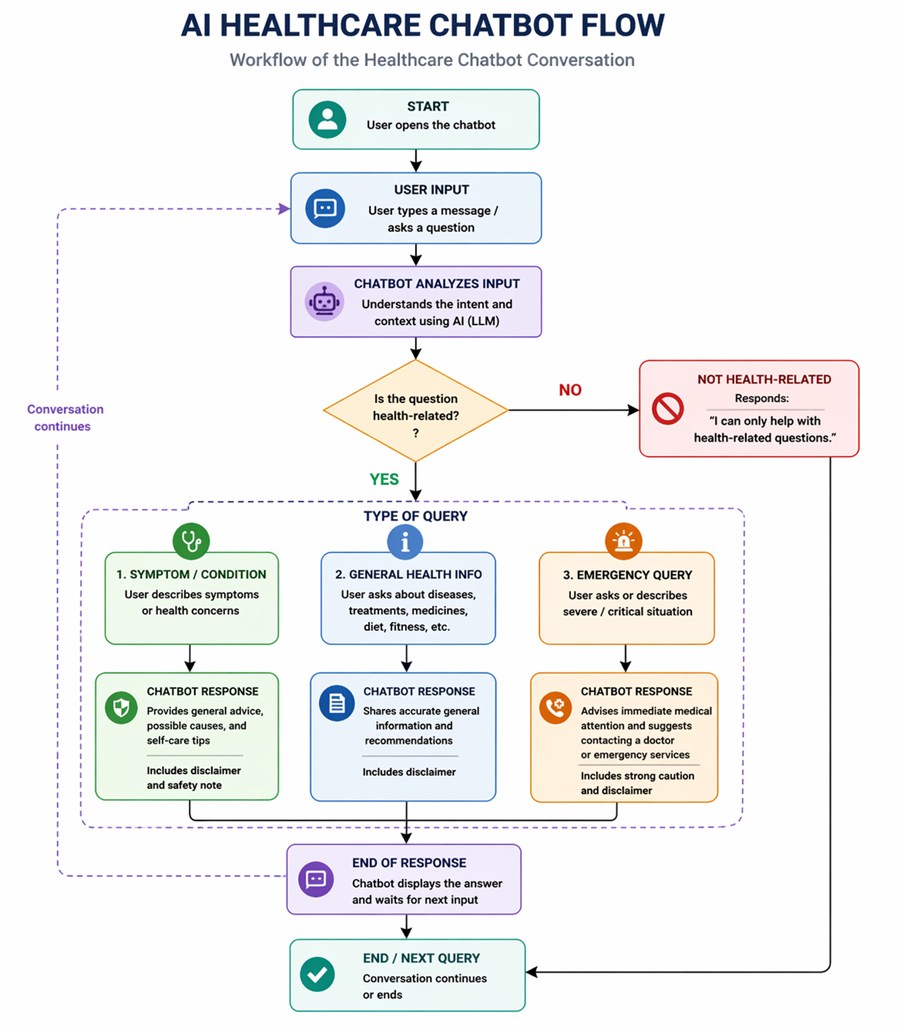 AI HEALTHCARE CHATBOT FLOW
Workflow of the Healthcare Chatbot Conversation
START
User opens the chatbot
USER INPUT
User types a message /
asks a question
CHATBOT ANALYZES INPUT
Understands the intent and
context using AI (LLM)
Is the question
health-related?
?
NO
NOT HEALTH-RELATED
Responds:
"I can only help with
health-related questions."
Conversation
continues
YES
TYPE OF QUERY
1. SYMPTOM / CONDITION
User describes symptoms
or health concerns
2. GENERAL HEALTH INFO
User asks about diseases,
treatments, medicines,
diet, fitness, etc.
3. EMERGENCY QUERY
User asks or describes
severe / critical situation
CHATBOT RESPONSE
Provides general advice,
possible causes, and
self-care tips
Includes disclaimer
and safety note
CHATBOT RESPONSE
Shares accurate general
information and
recommendations
Includes disclaimer
CHATBOT RESPONSE
Advises immediate medical
attention and suggests
contacting a doctor
or emergency services
Includes strong caution
and disclaimer
END OF RESPONSE
Chatbot displays the answer
and waits for next input
END / NEXT QUERY
Conversation continues
or ends